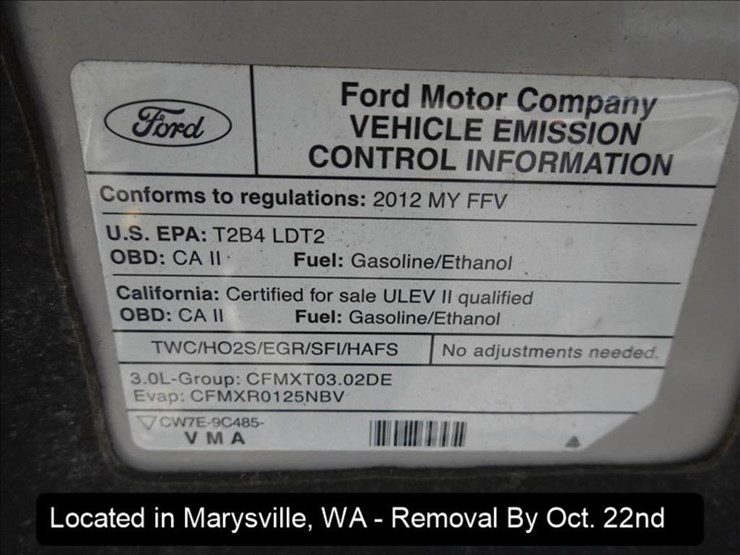 Ford
Ford Motor Company
VEHICLE EMISSION
CONTROL INFORMATION
Conforms to regulations: 2012 MY FFV
U.S. EPA: T2B4 LDT2
OBD: CA II Fuel: Gasoline/Ethanol
California: Certified for sale ULEV II qualified
OBD: CA II Fuel: Gasoline/Ethanol
TWC/HO2S/EGR/SFI/HAFS No adjustments needed.
3.0L-Group: CFMXT03.02DE
Evap: CFMXR0125NBV
CW7E-9C485-
V M A
Located in Marysville, WA - Removal By Oct. 22nd